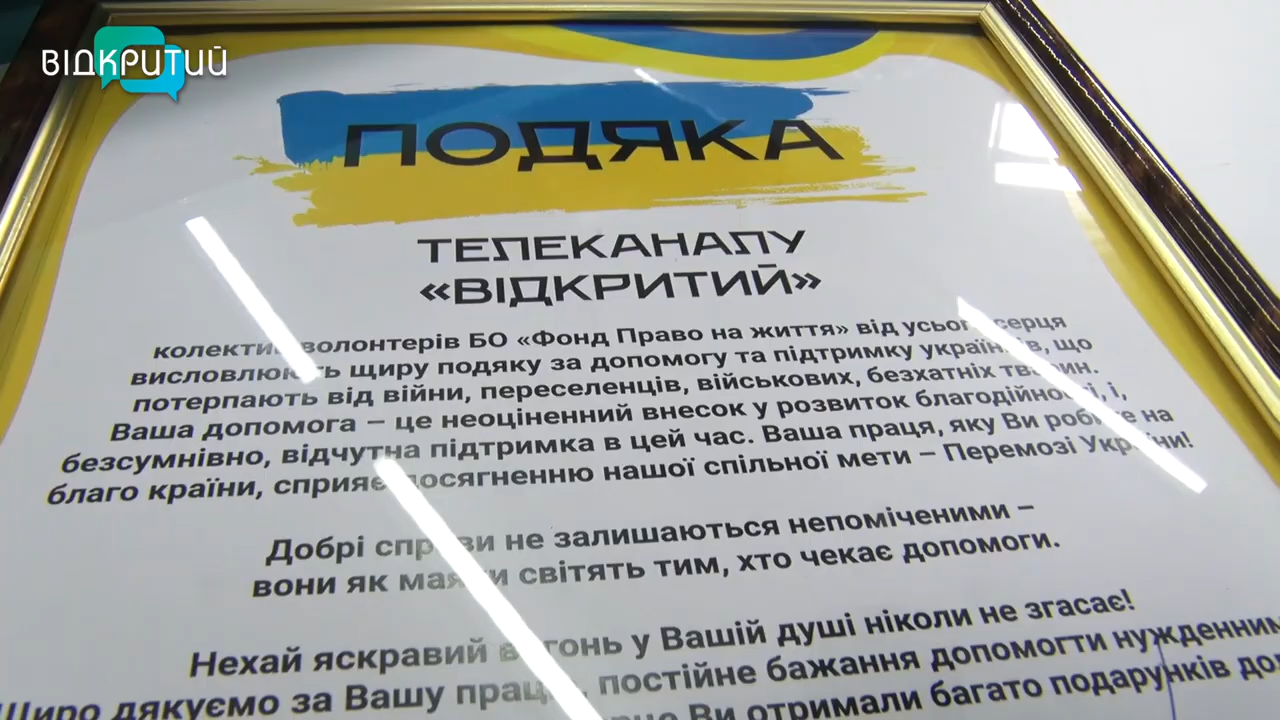 ВІДКРИТИЙ
ПОДЯКА
ТЕЛЕКАНАЛУ
«ВІДКРИТИЙ»
колектив волонтерів БО «Фонд Право на життя» від усього серця
висловлюють щиру подяку за допомогу та підтримку українців, що
потерпають від війни, переселенців, військових, безхатніх тварин.
Ваша допомога – це неоціненний внесок у розвиток благодійності, і,
безсумнівно, відчутна підтримка в цей час. Ваша праця, яку Ви робите на
благо країни, сприяє досягненню нашої спільної мети – Перемозі України!
Добрі справи не залишаються непоміченими –
вони як маяки світять тим, хто чекає допомоги.
Нехай яскравий вогонь у Вашій душі ніколи не згасає!
Щиро дякуємо за Вашу працю, постійне бажання допомогти нужденним
Ви отримали багато подарунків